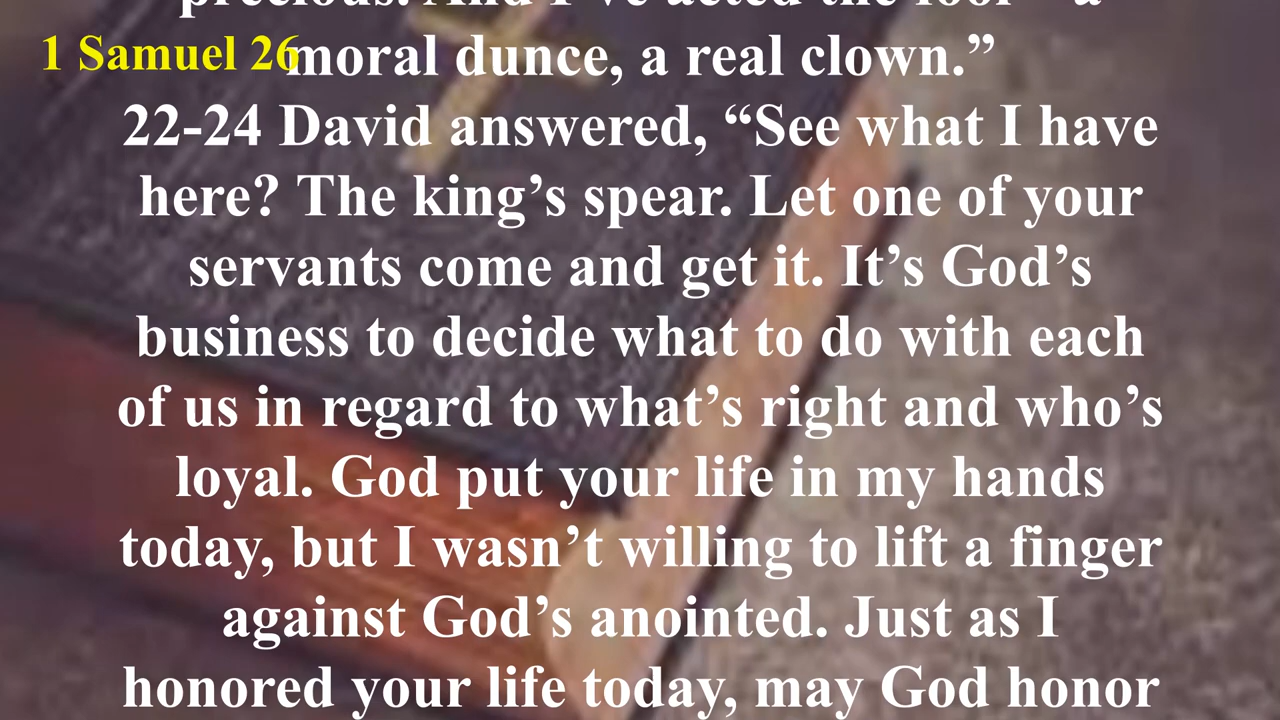 precious. And I've acted the fool — a
1 Samuel 26
moral dunce, a real clown.”
22-24 David answered, “See what I have
here? The king’s spear. Let one of your
servants come and get it. It’s God’s
business to decide what to do with each
of us in regard to what’s right and who’s
loyal. God put your life in my hands
today, but I wasn’t willing to lift a finger
against God’s anointed. Just as I
honored your life today, may God honor